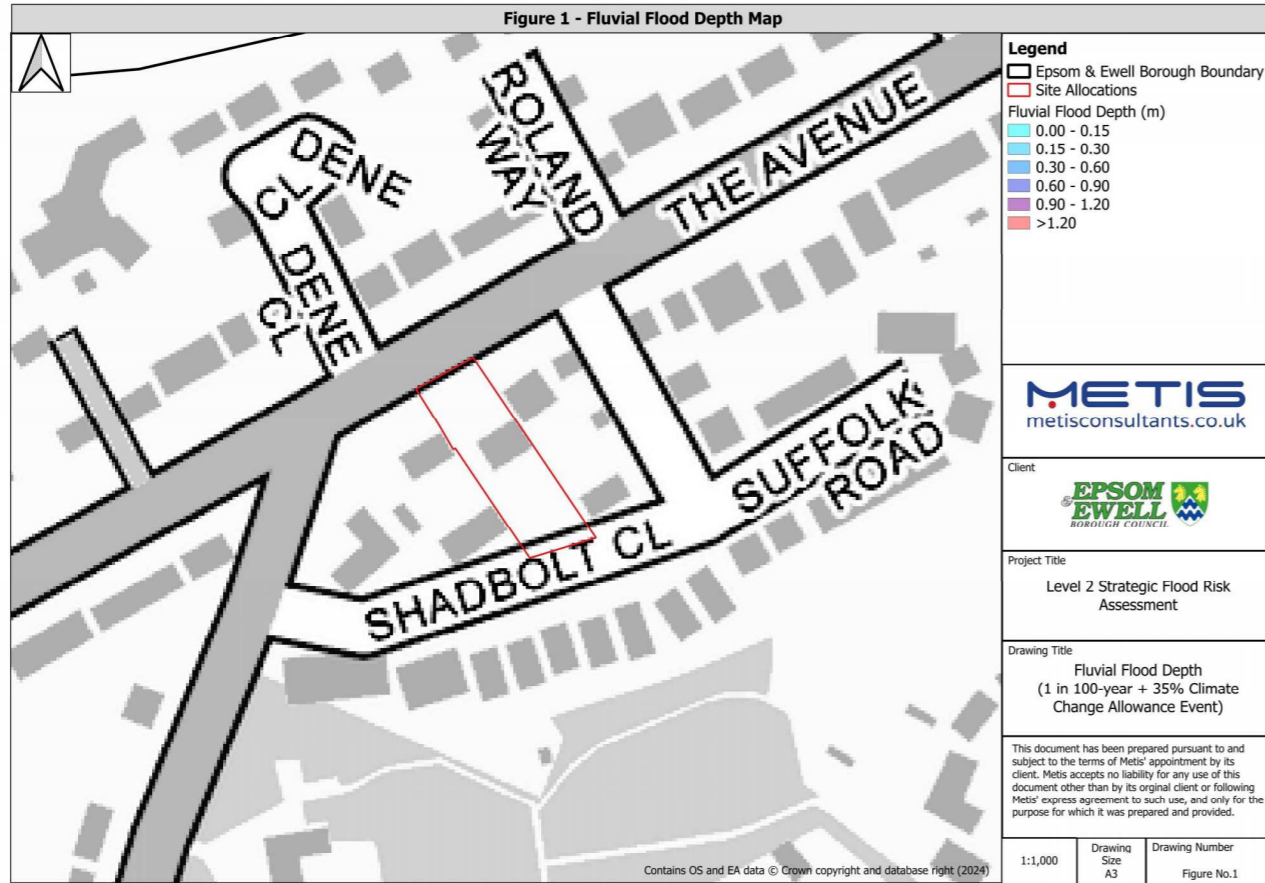 Figure 1 - Fluvial Flood Depth Map
DENE
CL
DENE
CL
ROLAND
WAY
THE AVENUE
SUFFOLK
ROAD
SHADBOLT CL
Contains OS and EA data © Crown copyright and database right (2024)
Legend
Epsom & Ewell Borough Boundary
Site Allocations
Fluvial Flood Depth (m)
0.00 - 0.15
0.15 - 0.30
0.30 - 0.60
0.60 - 0.90
0.90 - 1.20
>1.20
METIS
metisconsultants.co.uk
Client
EPSOM
& EWELL
BOROUGH COUNCIL
Project Title
Level 2 Strategic Flood Risk
Assessment
Drawing Title
Fluvial Flood Depth
(1 in 100-year + 35% Climate
Change Allowance Event)
This document has been prepared pursuant to and
subject to the terms of Metis' appointment by its
client. Metis accepts no liability for any use of this
document other than by its orginal client or following
Metis' express agreement to such use, and only for the
purpose for which it was prepared and provided.
1:1,000
Drawing
Size
A3
Drawing Number
Figure No.1